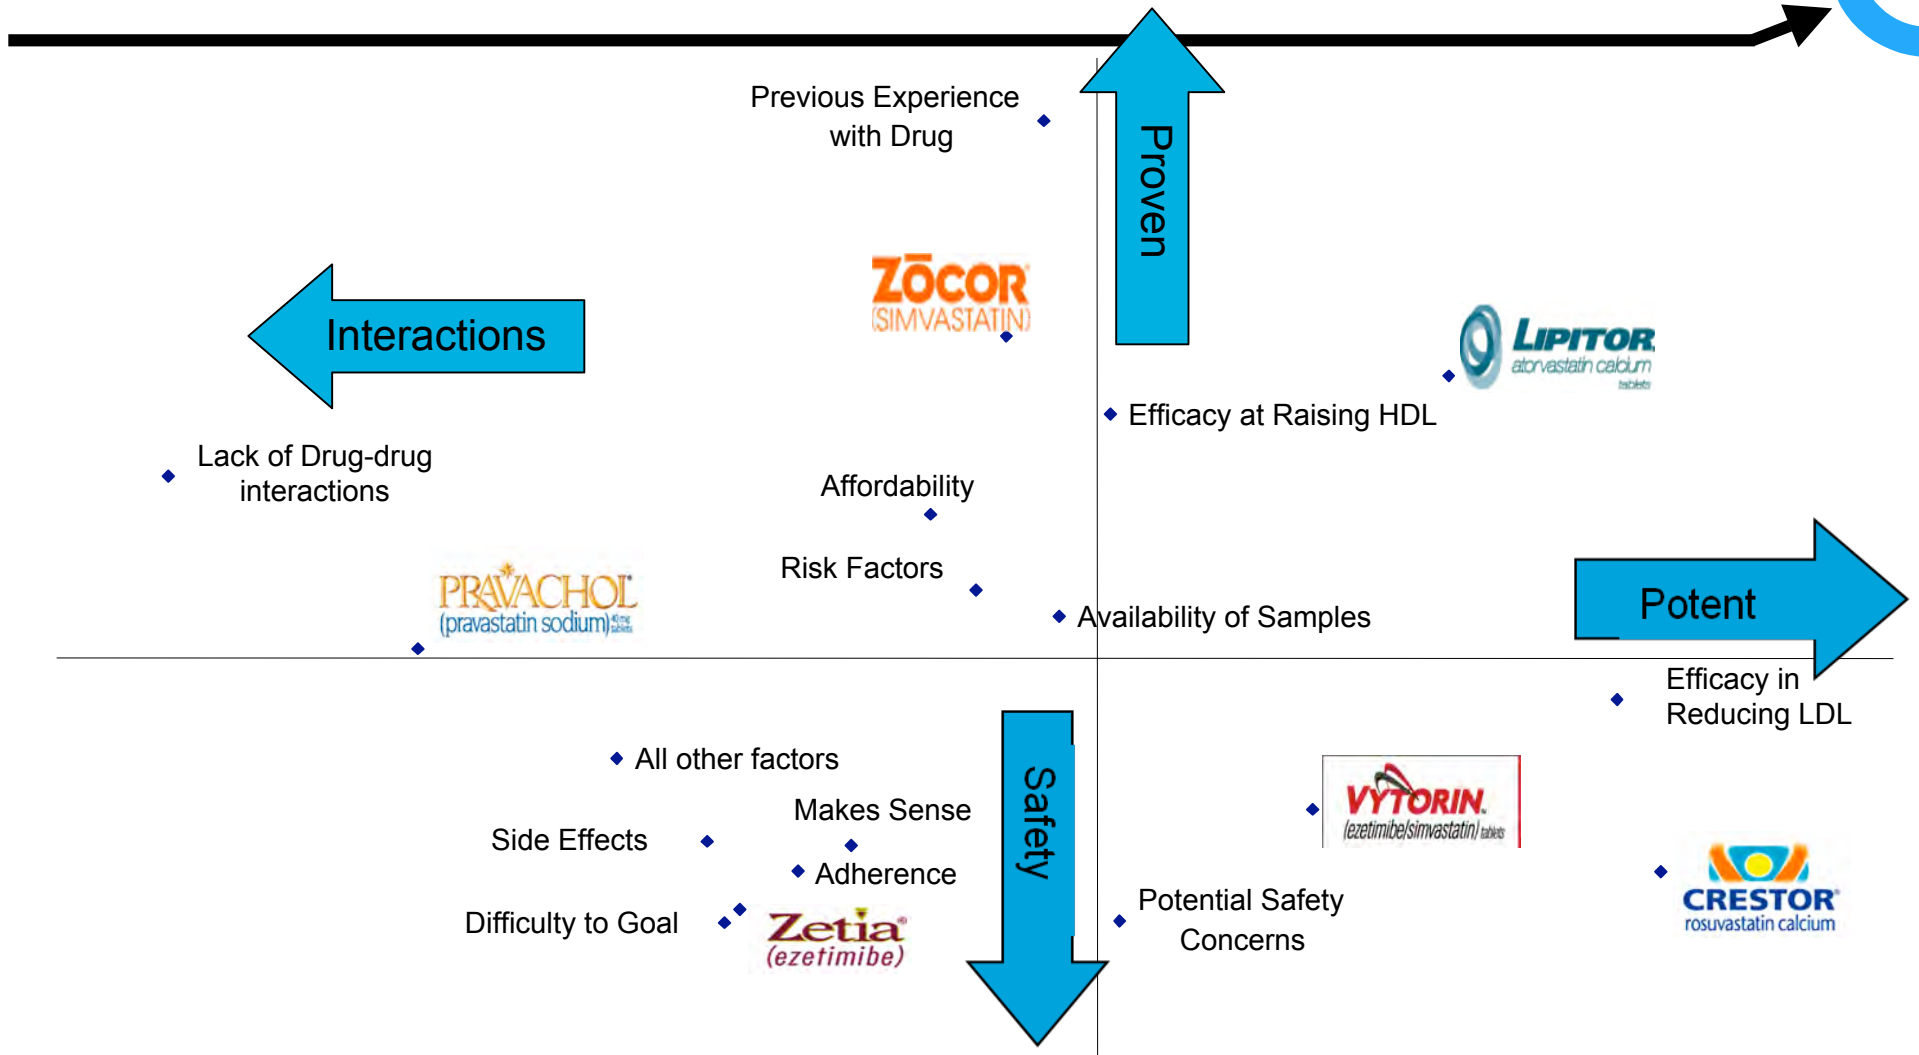 Previous Experience
with Drug
Proven
ZŌCOR
(SIMVASTATIN)
Interactions
LIPITOR
atorvastatin calcium
tablets
Efficacy at Raising HDL
Lack of Drug-drug
interactions
Affordability
Risk Factors
PRAVACHOL®
(pravastatin sodium)
tablets
Availability of Samples
Potent
Efficacy in
Reducing LDL
All other factors
Safety
Makes Sense
Side Effects
Adherence
VYTORIN
(ezetimibe/simvastatin) tablets
Difficulty to Goal
Zetia®
(ezetimibe)
Potential Safety
Concerns
CRESTOR®
rosuvastatin calcium